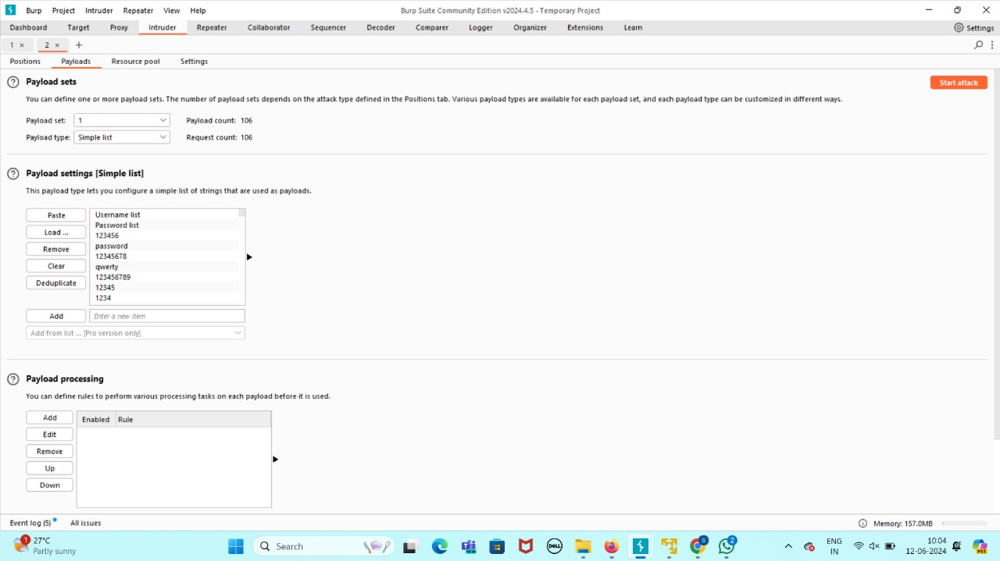 Burp Project Intruder Repeater View Help Burp Suite Community Edition v2024.4.5 - Temporary Project
Dashboard Target Proxy Intruder Repeater Collaborator Sequencer Decoder Comparer Logger Organizer Extensions Learn Settings
1 × 2 × +
Positions Payloads Resource pool Settings
? Payload sets Start attack
You can define one or more payload sets. The number of payload sets depends on the attack type defined in the Positions tab. Various payload types are available for each payload set, and each payload type can be customized in different ways.
Payload set: 1 Payload count: 106
Payload type: Simple list Request count: 106
? Payload settings [Simple list]
This payload type lets you configure a simple list of strings that are used as payloads.
Paste Username list
Password list
Load ... 123456
Remove password
12345678
Clear qwerty
123456789
Deduplicate 12345
1234
Add Enter a new item
Add from list ... [Pro version only]
? Payload processing
You can define rules to perform various processing tasks on each payload before it is used.
Add Enabled Rule
Edit
Remove
Up
Down
Event log (5) All issues Memory: 157.0MB
1 27°C
Partly sunny
Search
NEW
DELL
S
2
ENG
IN
10:04
12-06-2024
PRE